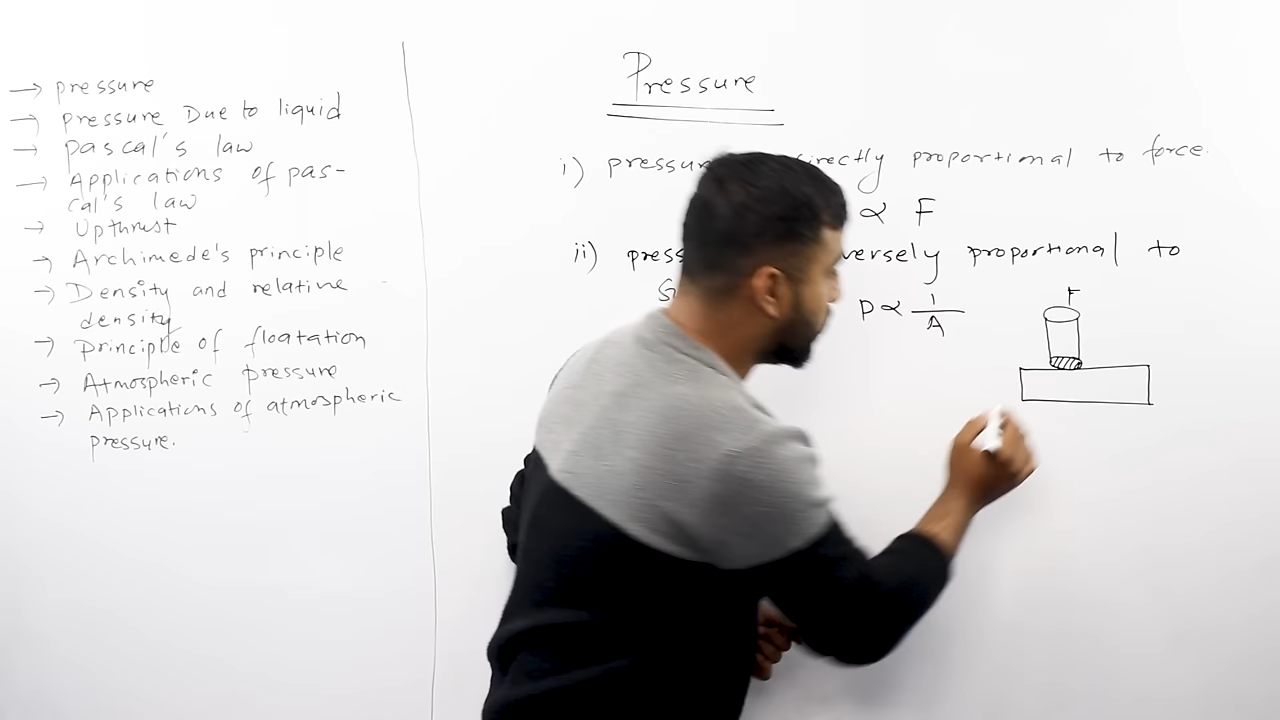 → pressure
→ pressure Due to liquid
→ pascal's law
→ Applications of pas-
cal's law
→ Upthrust
→ Archimede's principle
→ Density and relative
density
→ principle of floatation
→ Atmospheric pressure
→ Applications of atmospheric
pressure.
Pressure
i) pressur irectly proportional to force.
∝ F
ii) press versely proportional to
P ∝ 1/A
F